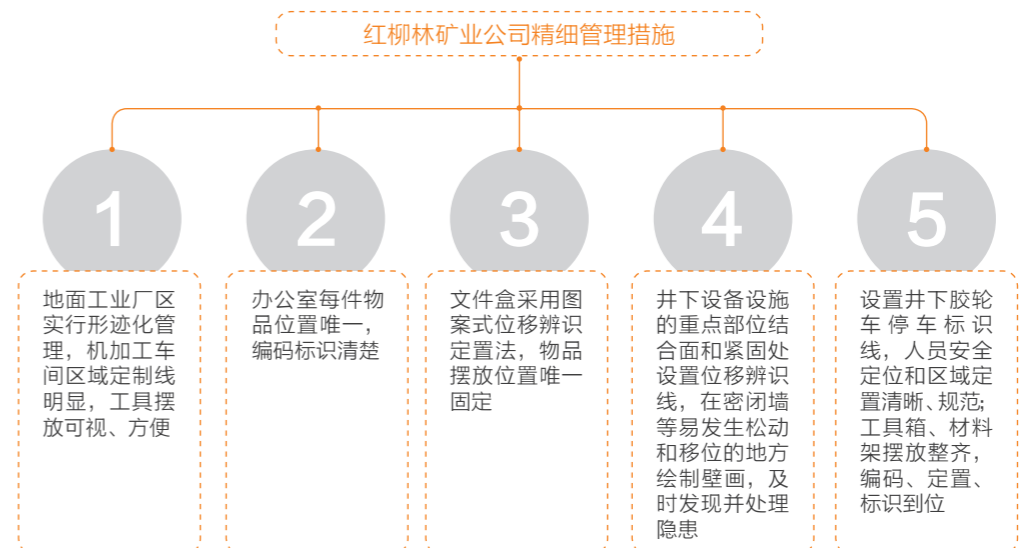 红柳林矿业公司精细管理措施
1
地面工业厂区
实行形迹化管
理，机加工车
间区域定制线
明显，工具摆
放可视、方便
2
办公室每件物
品位置唯一，
编码标识清楚
3
文件盒采用图
案式位移辨识
定置法，物品
摆放位置唯一
固定
4
井下设备设施
的重点部位结
合面和紧固处
设置位移辨识
线，在密闭墙
等易发生松动
和移位的地方
绘制壁画，及
时发现并处理
隐患
5
设置井下胶轮
车停车标识
线，人员安全
定位和区域定
置清晰、规范；
工具箱、材料
架摆放整齐，
编码、定置、
标识到位